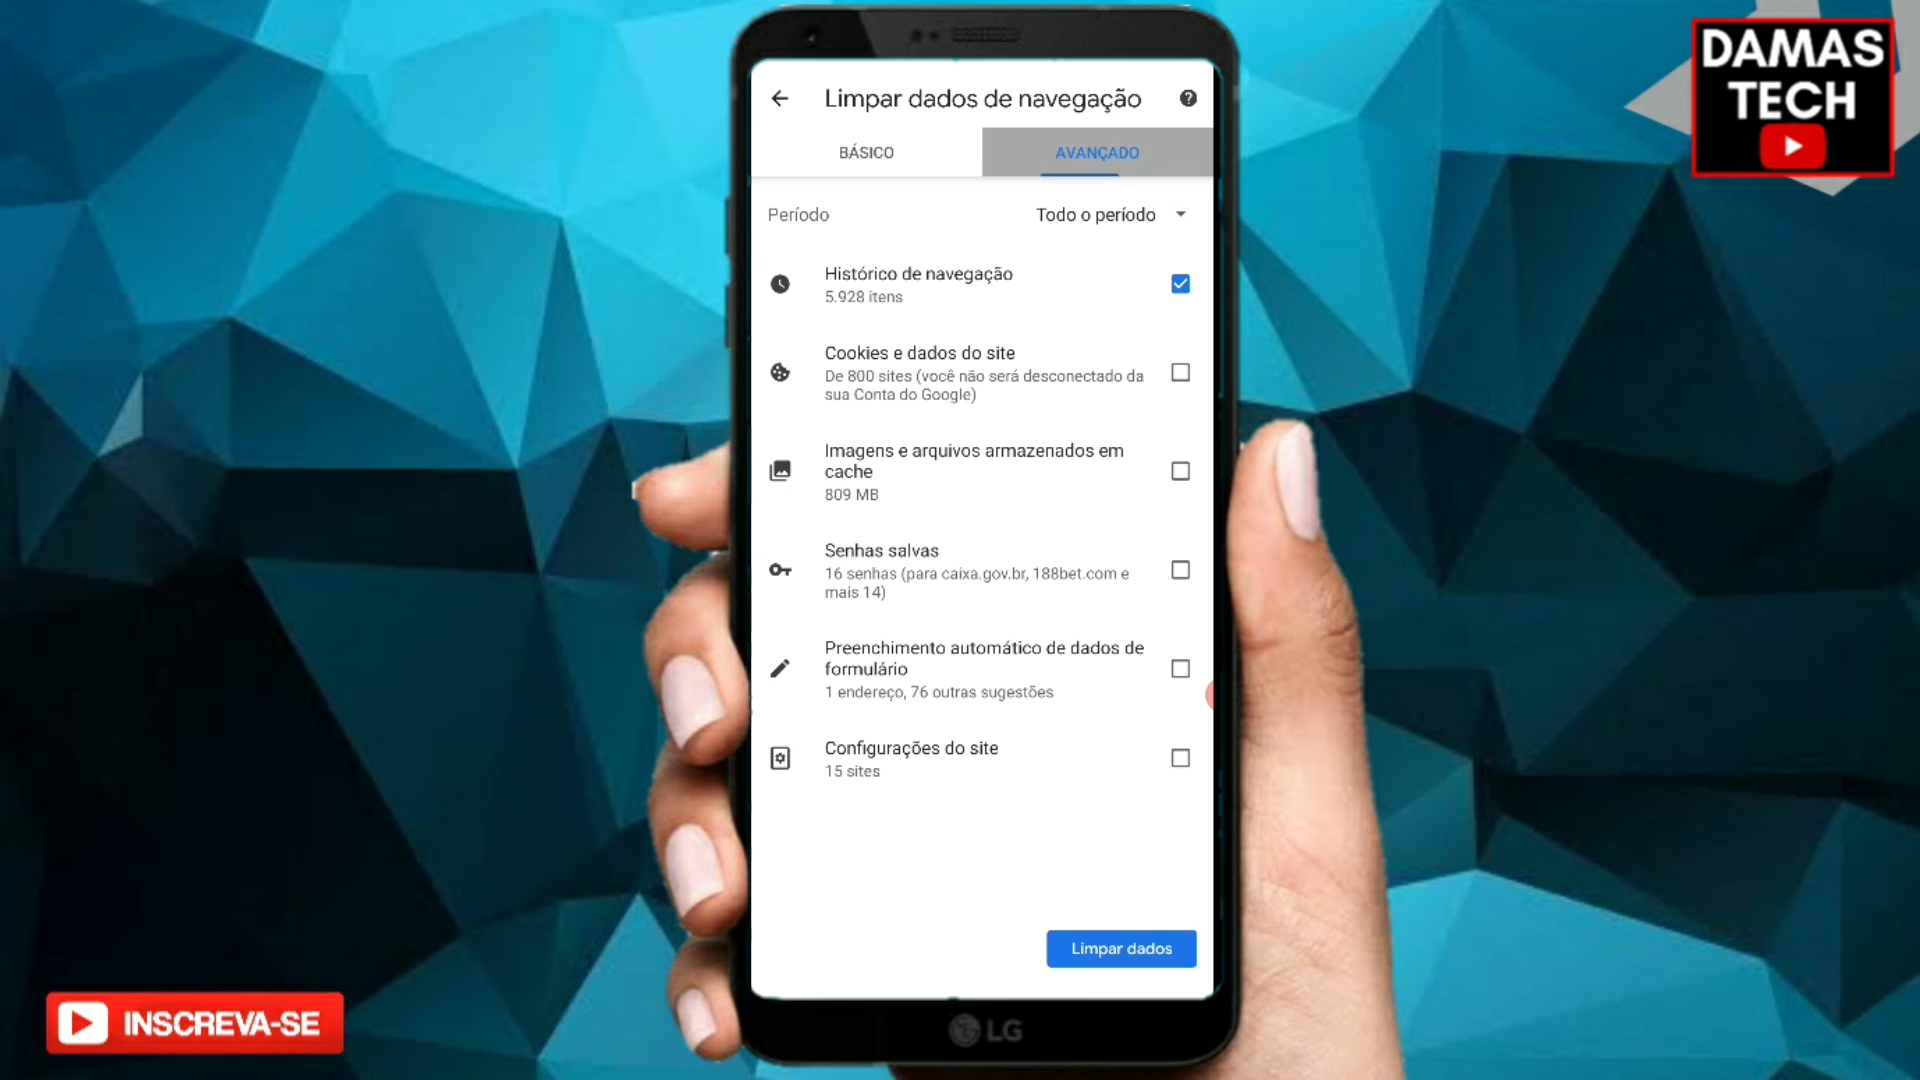 DAMAS
TECH
Limpar dados de navegação
BÁSICO
AVANÇADO
Período
Todo o período
Histórico de navegação
5.928 itens
Cookies e dados do site
De 800 sites (você não será desconectado da
sua Conta do Google)
Imagens e arquivos armazenados em
cache
809 MB
Senhas salvas
16 senhas (para caixa.gov.br, 188bet.com e
mais 14)
Preenchimento automático de dados de
formulário
1 endereço, 76 outras sugestões
Configurações do site
15 sites
Limpar dados
LG
INSCREVA-SE